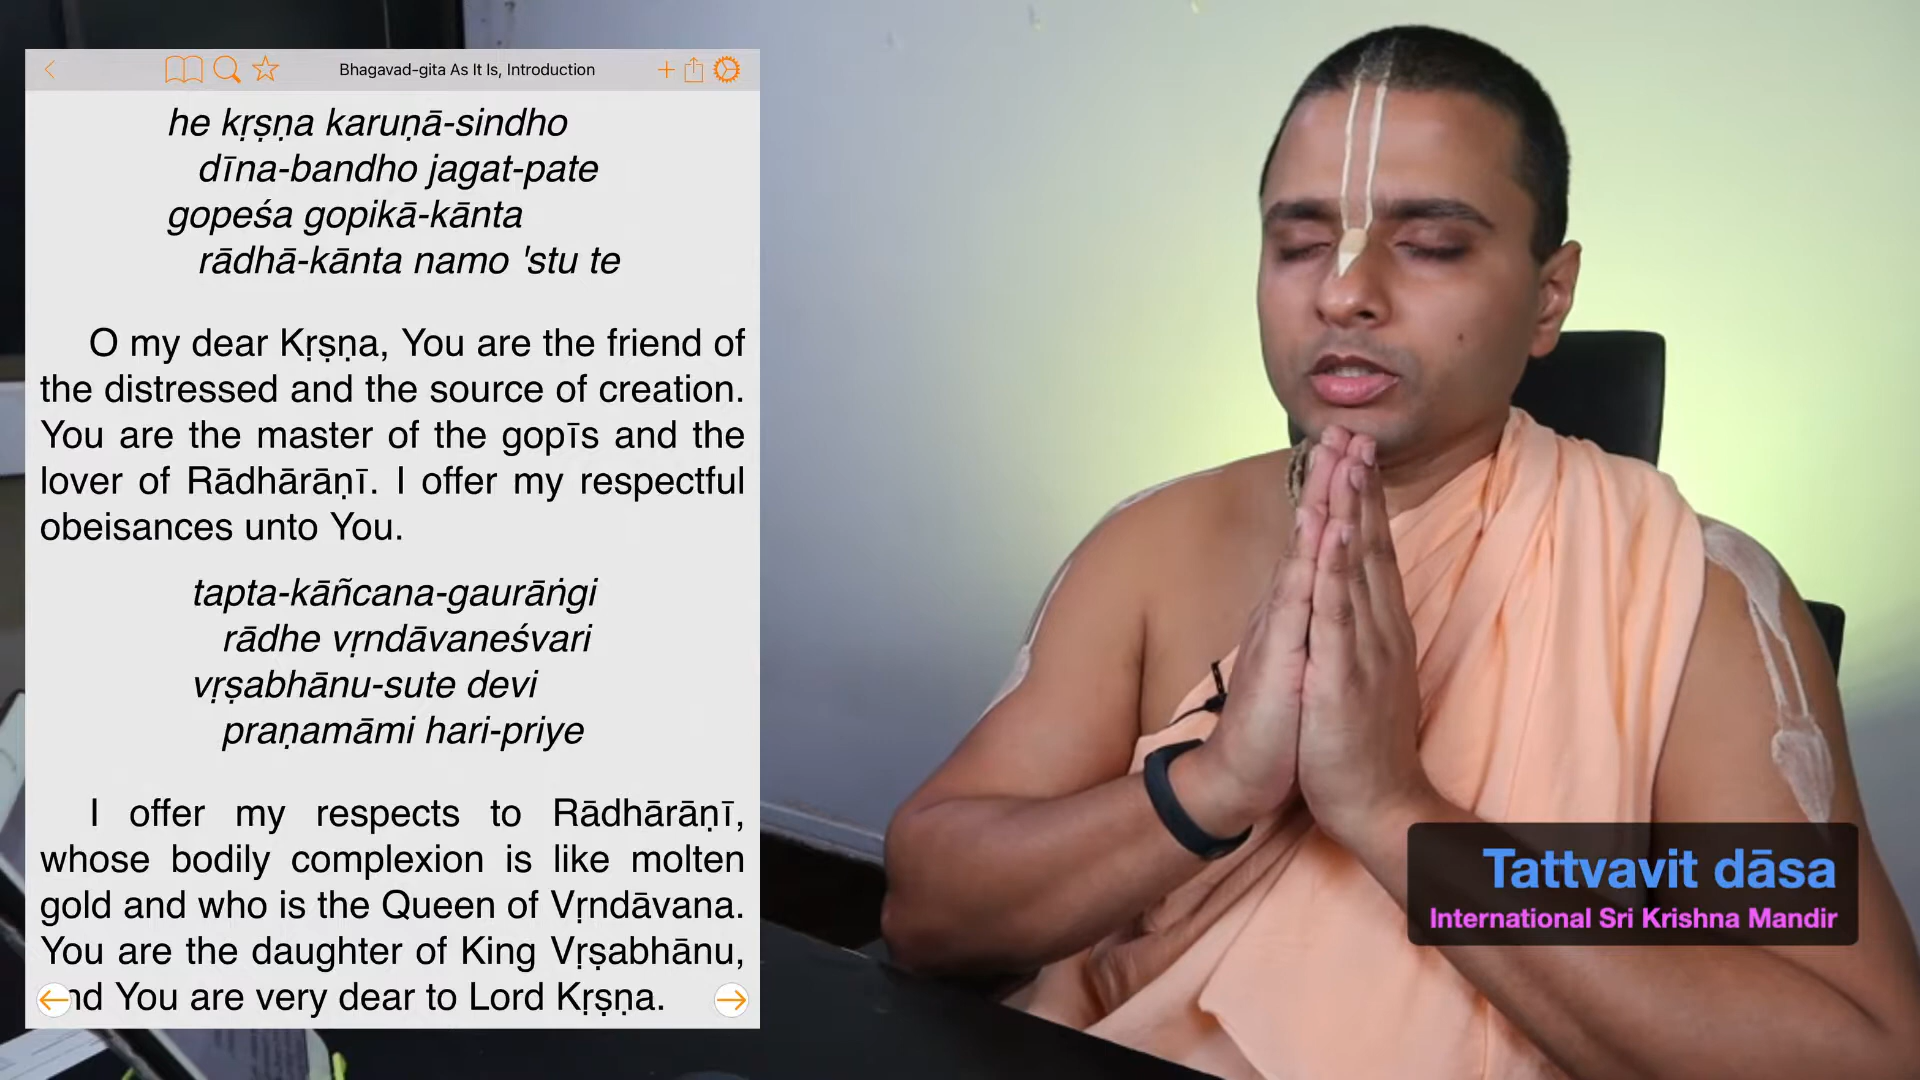 Bhagavad-gita As It Is, Introduction
he kṛṣṇa karuṇā-sindho
dīna-bandho jagat-pate
gopeśa gopikā-kānta
rādhā-kānta namo 'stu te
O my dear Kṛṣṇa, You are the friend of
the distressed and the source of creation.
You are the master of the gopīs and the
lover of Rādhārāṇī. I offer my respectful
obeisances unto You.
tapta-kāñcana-gaurāṅgi
rādhe vṛndāvaneśvari
vṛṣabhānu-sute devi
praṇamāmi hari-priye
I offer my respects to Rādhārāṇī,
whose bodily complexion is like molten
gold and who is the Queen of Vṛndāvana.
You are the daughter of King Vṛṣabhānu,
nd You are very dear to Lord Kṛṣṇa.
Tattvavit dāsa
International Sri Krishna Mandir